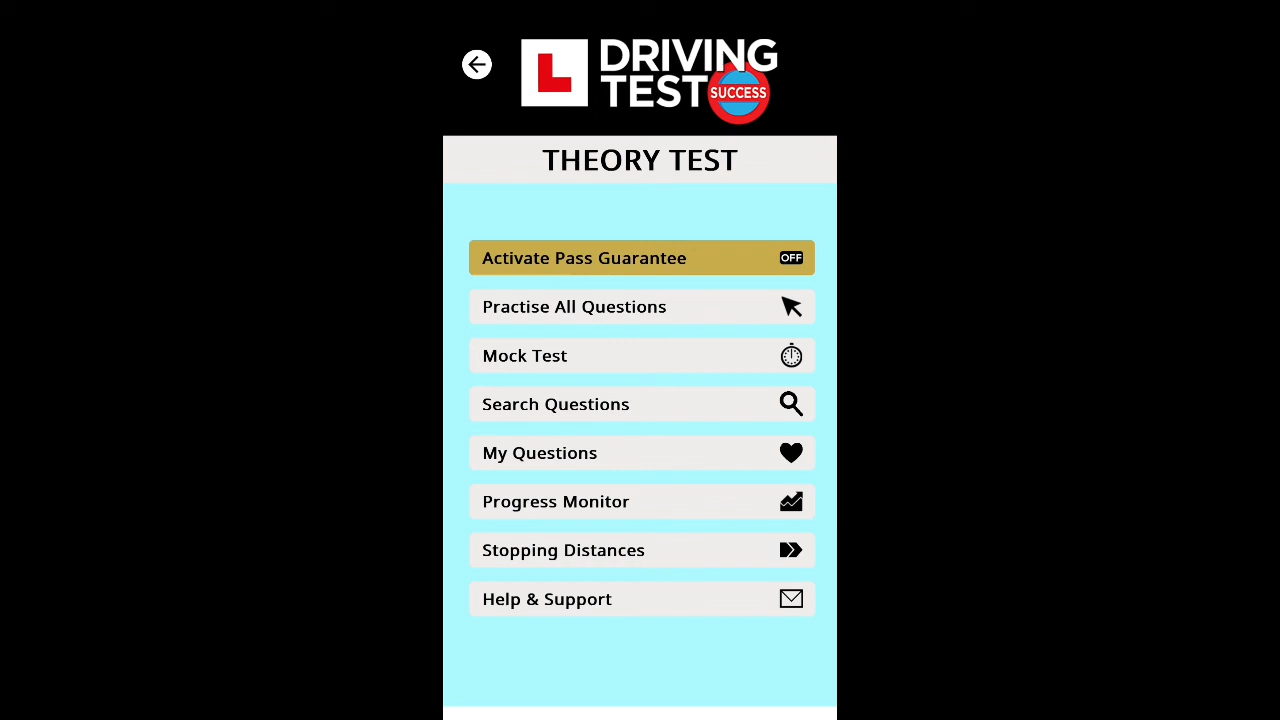 L DRIVING
TEST SUCCESS
THEORY TEST
Activate Pass Guarantee OFF
Practise All Questions
Mock Test
Search Questions
My Questions
Progress Monitor
Stopping Distances
Help & Support